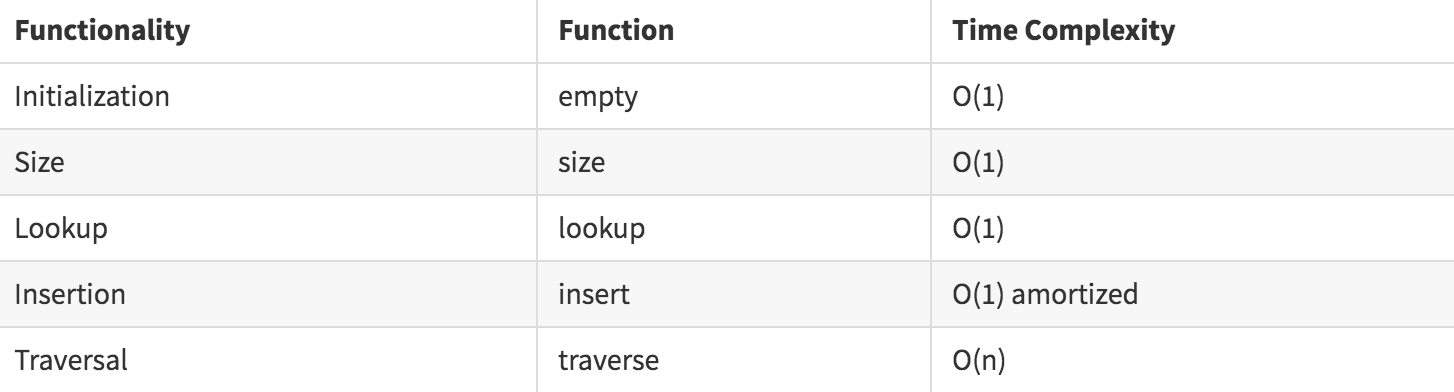 Functionality Function Time Complexity
Initialization empty O(1)
Size size O(1)
Lookup lookup O(1)
Insertion insert O(1) amortized
Traversal traverse O(n)